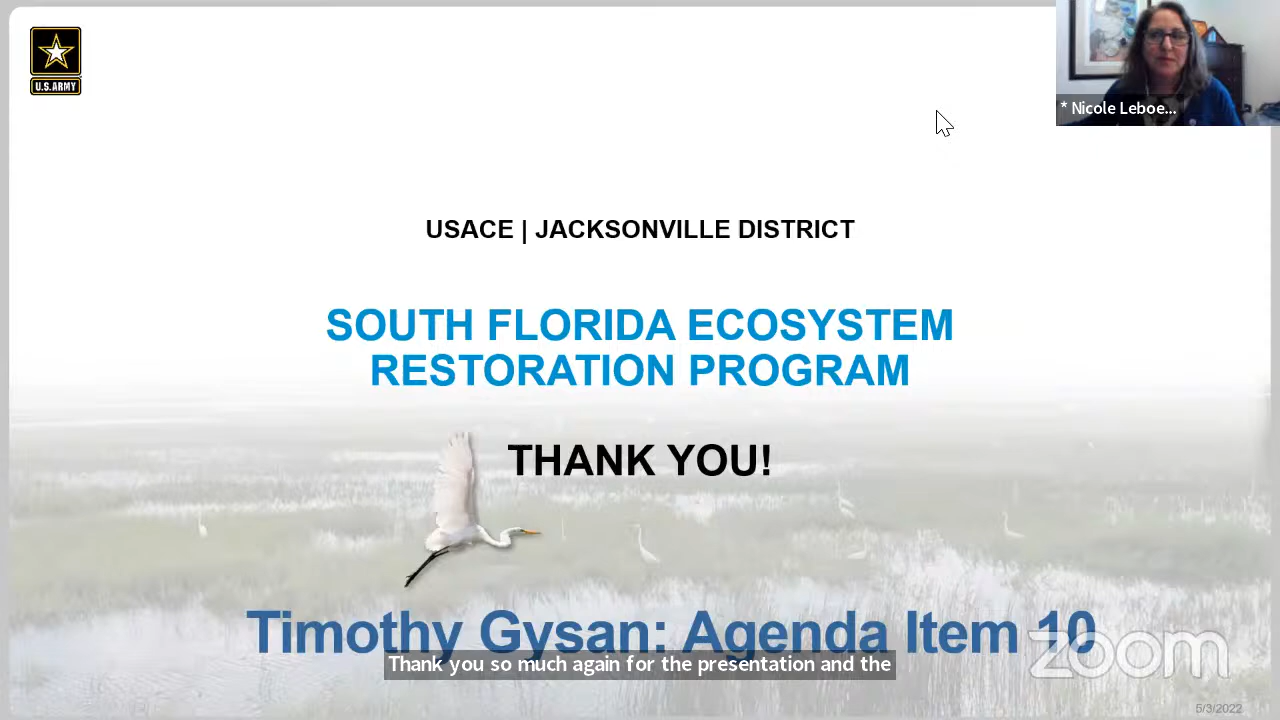 U.S.ARMY
* Nicole Leboe...
USACE | JACKSONVILLE DISTRICT
SOUTH FLORIDA ECOSYSTEM
RESTORATION PROGRAM
THANK YOU!
Timothy Gysan: Agenda Item 10
Thank you so much again for the presentation and the
zoom
5/3/2022